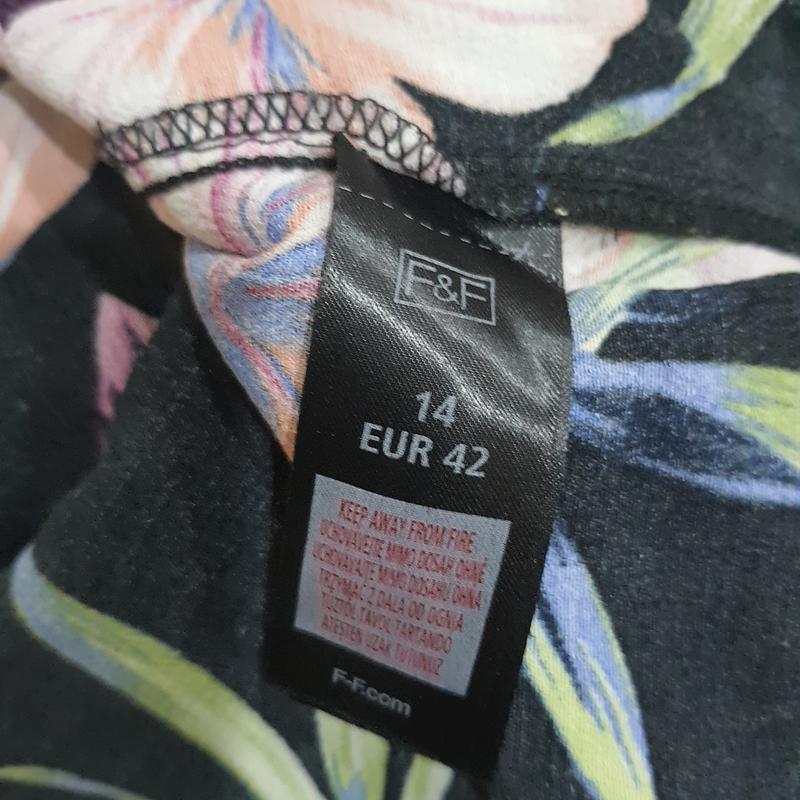 F&F
14
EUR 42
KEEP AWAY FROM FIRE
UCHOVÁVEJTE MIMO DOSAH OHNĚ
UCHOVÁVAJTE MIMO DOSAHU OHŇA
TRZYMAĆ Z DALA OD OGNIA
TŰZTŐL TÁVOL TARTANDÓ
ATEŞTEN UZAK TUTUNUZ
F-F.com